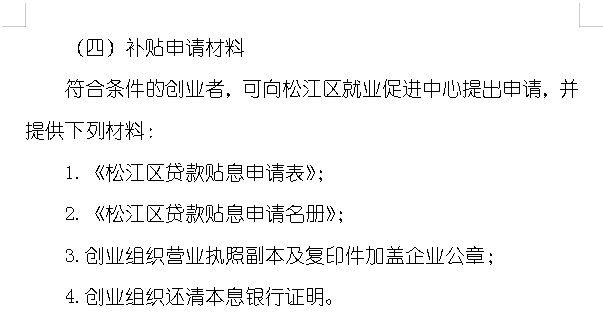 （四）补贴申请材料
符合条件的创业者，可向松江区就业促进中心提出申请，并
提供下列材料：
1.《松江区贷款贴息申请表》；
2.《松江区贷款贴息申请名册》；
3.创业组织营业执照副本及复印件加盖企业公章；
4.创业组织还清本息银行证明。